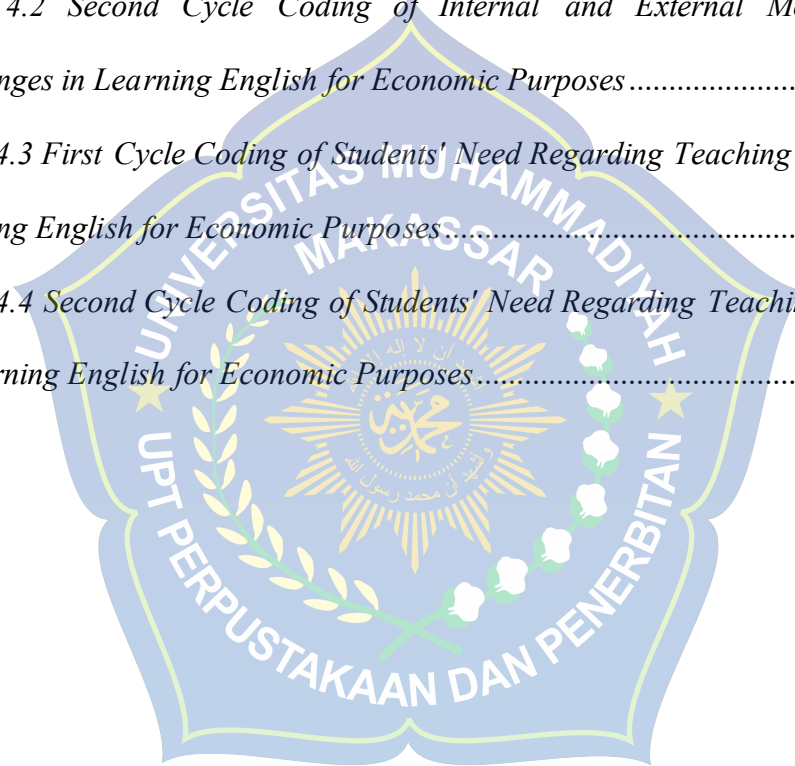 4.2 Second Cycle Coding of Internal and External Mo
nges in Learning English for Economic Purposes ......................
4.3 First Cycle Coding of Students' Need Regarding Teaching
ng English for Economic Purposes ..............................................
4.4 Second Cycle Coding of Students' Need Regarding Teachi
rning English for Economic Purposes ..........................................
UNIVERSITAS MUHAMMADIYAH
MAKASSAR
UPT PERPUSTAKAAN DAN PENERBITAN
محمدية